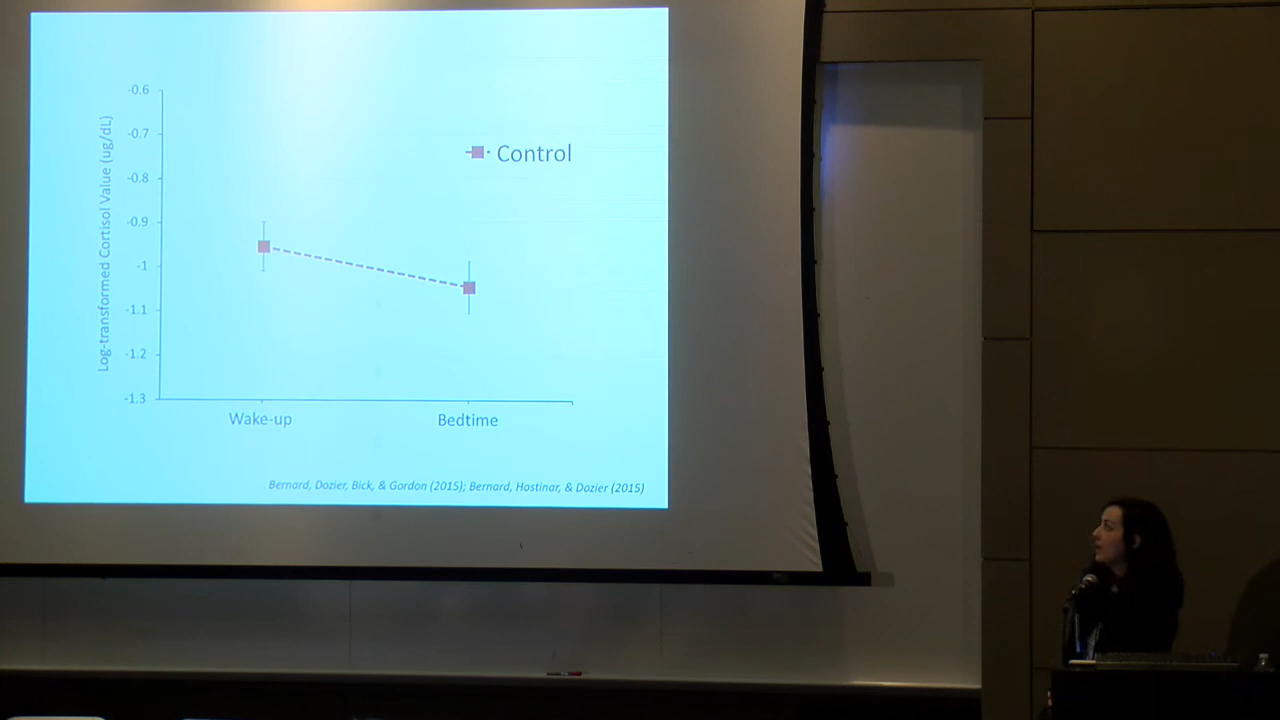 -0.6
-0.7
-0.8
-0.9
-1
-1.1
-1.2
-1.3
Log-transformed Cortisol Value (ug/dL)
Control
Wake-up
Bedtime
Bernard, Dozier, Bick, & Gordon (2015); Bernard, Hostinar, & Dozier (2015)